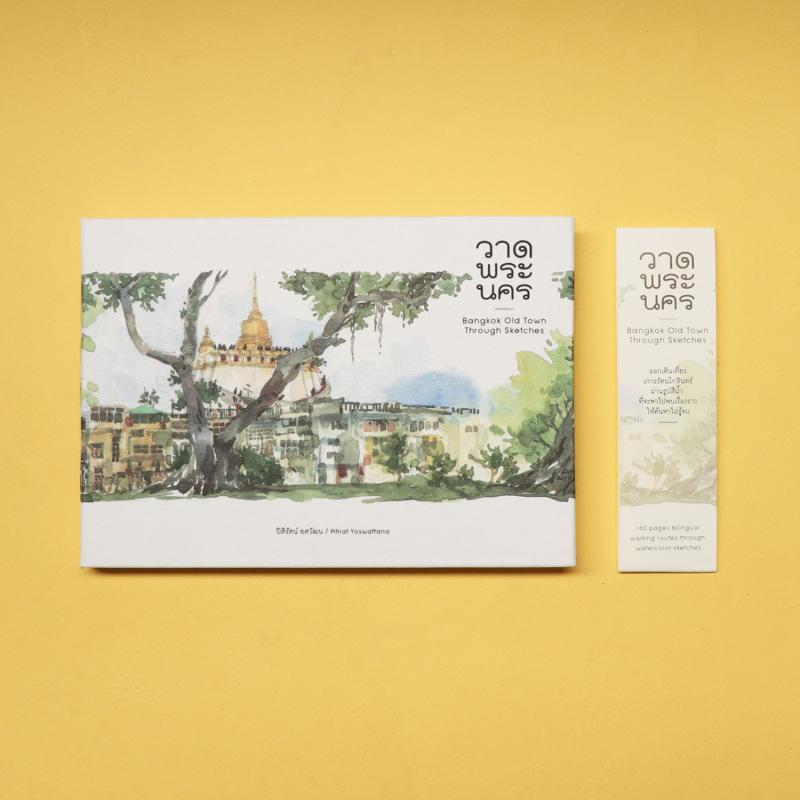 วาด
พระ
นคร
Bangkok Old Town
Through Sketches
ปิติรัตน์ ยศวัฒน / Pitirat Yoswattana
วาด
พระ
นคร
Bangkok Old Town
Through Sketches
ออกเดินเที่ยว
เกาะรัตนโกสินทร์
ผ่านรูปสีน้ำ
ที่จะพาไปพบเรื่องราว
ให้ค้นหาไม่รู้จบ
160 pages bilingual
walking routes through
watercolor sketches